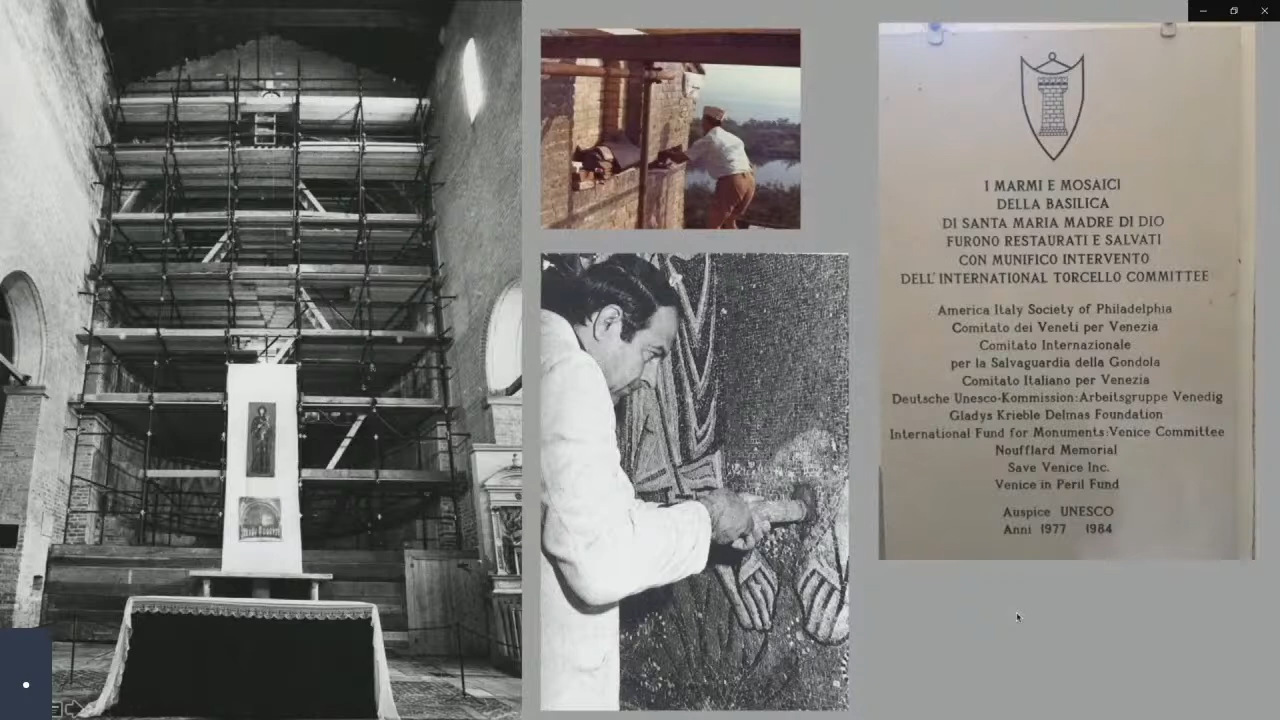 I MARMI E MOSAICI
DELLA BASILICA
DI SANTA MARIA MADRE DI DIO
FURONO RESTAURATI E SALVATI
CON MUNIFICO INTERVENTO
DELL' INTERNATIONAL TORCELLO COMMITTEE
America Italy Society of Philadelphia
Comitato dei Veneti per Venezia
Comitato Internazionale
per la Salvaguardia della Gondola
Comitato Italiano per Venezia
Deutsche Unesco-Kommission:Arbeitsgruppe Venedig
Gladys Krieble Delmas Foundation
International Fund for Monuments:Venice Committee
Noufflard Memorial
Save Venice Inc.
Venice in Peril Fund
Auspice UNESCO
Anni 1977 1984